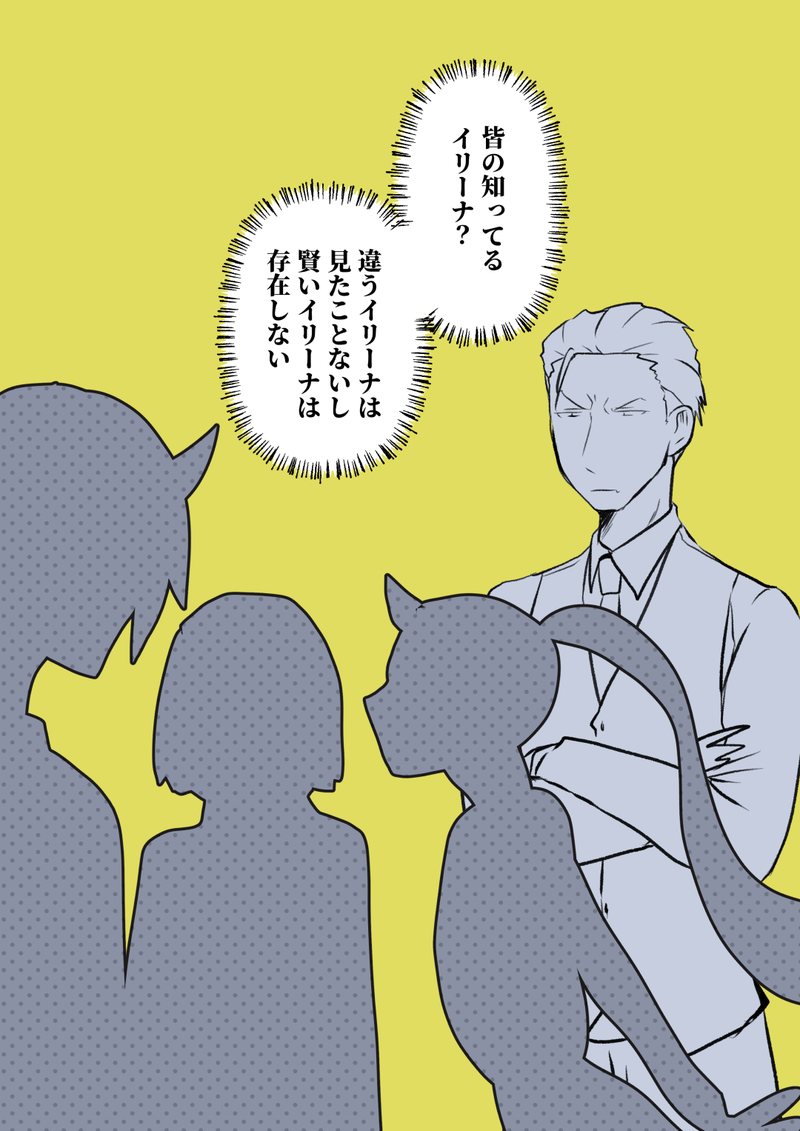 皆の知ってる
イリーナ？
違うイリーナは
見たことないし
賢いイリーナは
存在しない